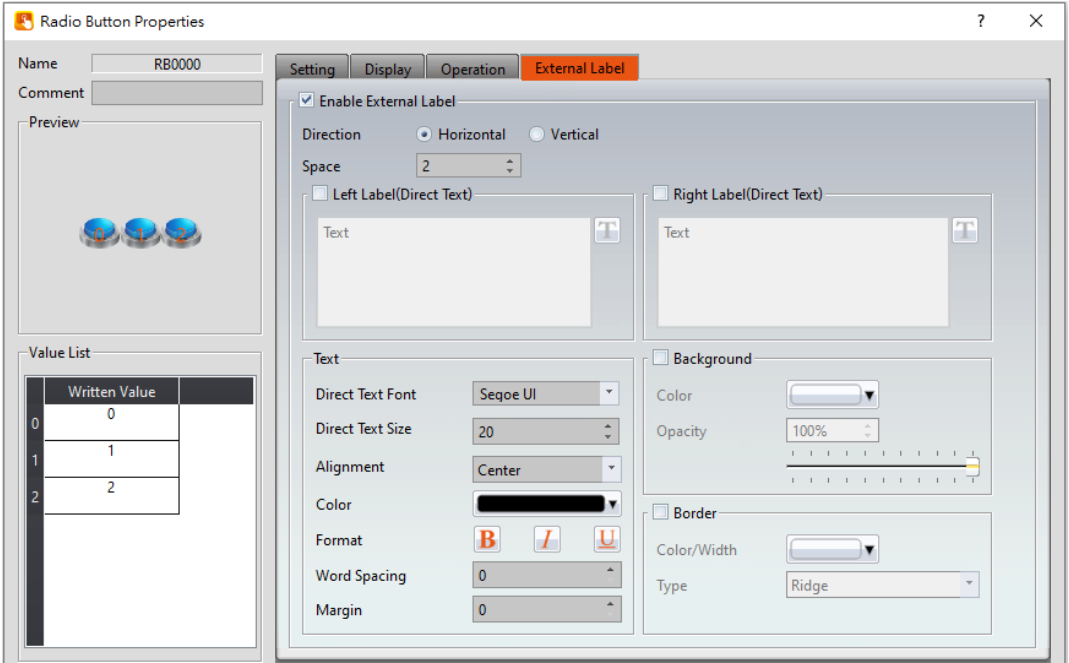 Radio Button Properties ? ×
Name RB0000
Comment
Preview
0 1 2
Value List
Written Value
0 0
1 1
2 2
Setting Display Operation External Label
Enable External Label
Direction Horizontal Vertical
Space 2
Left Label(Direct Text) Right Label(Direct Text)
Text T Text T
Text
Direct Text Font Segoe UI
Direct Text Size 20
Alignment Center
Color
Format B I U
Word Spacing 0
Margin 0
Background
Color
Opacity 100%
Border
Color/Width
Type Ridge